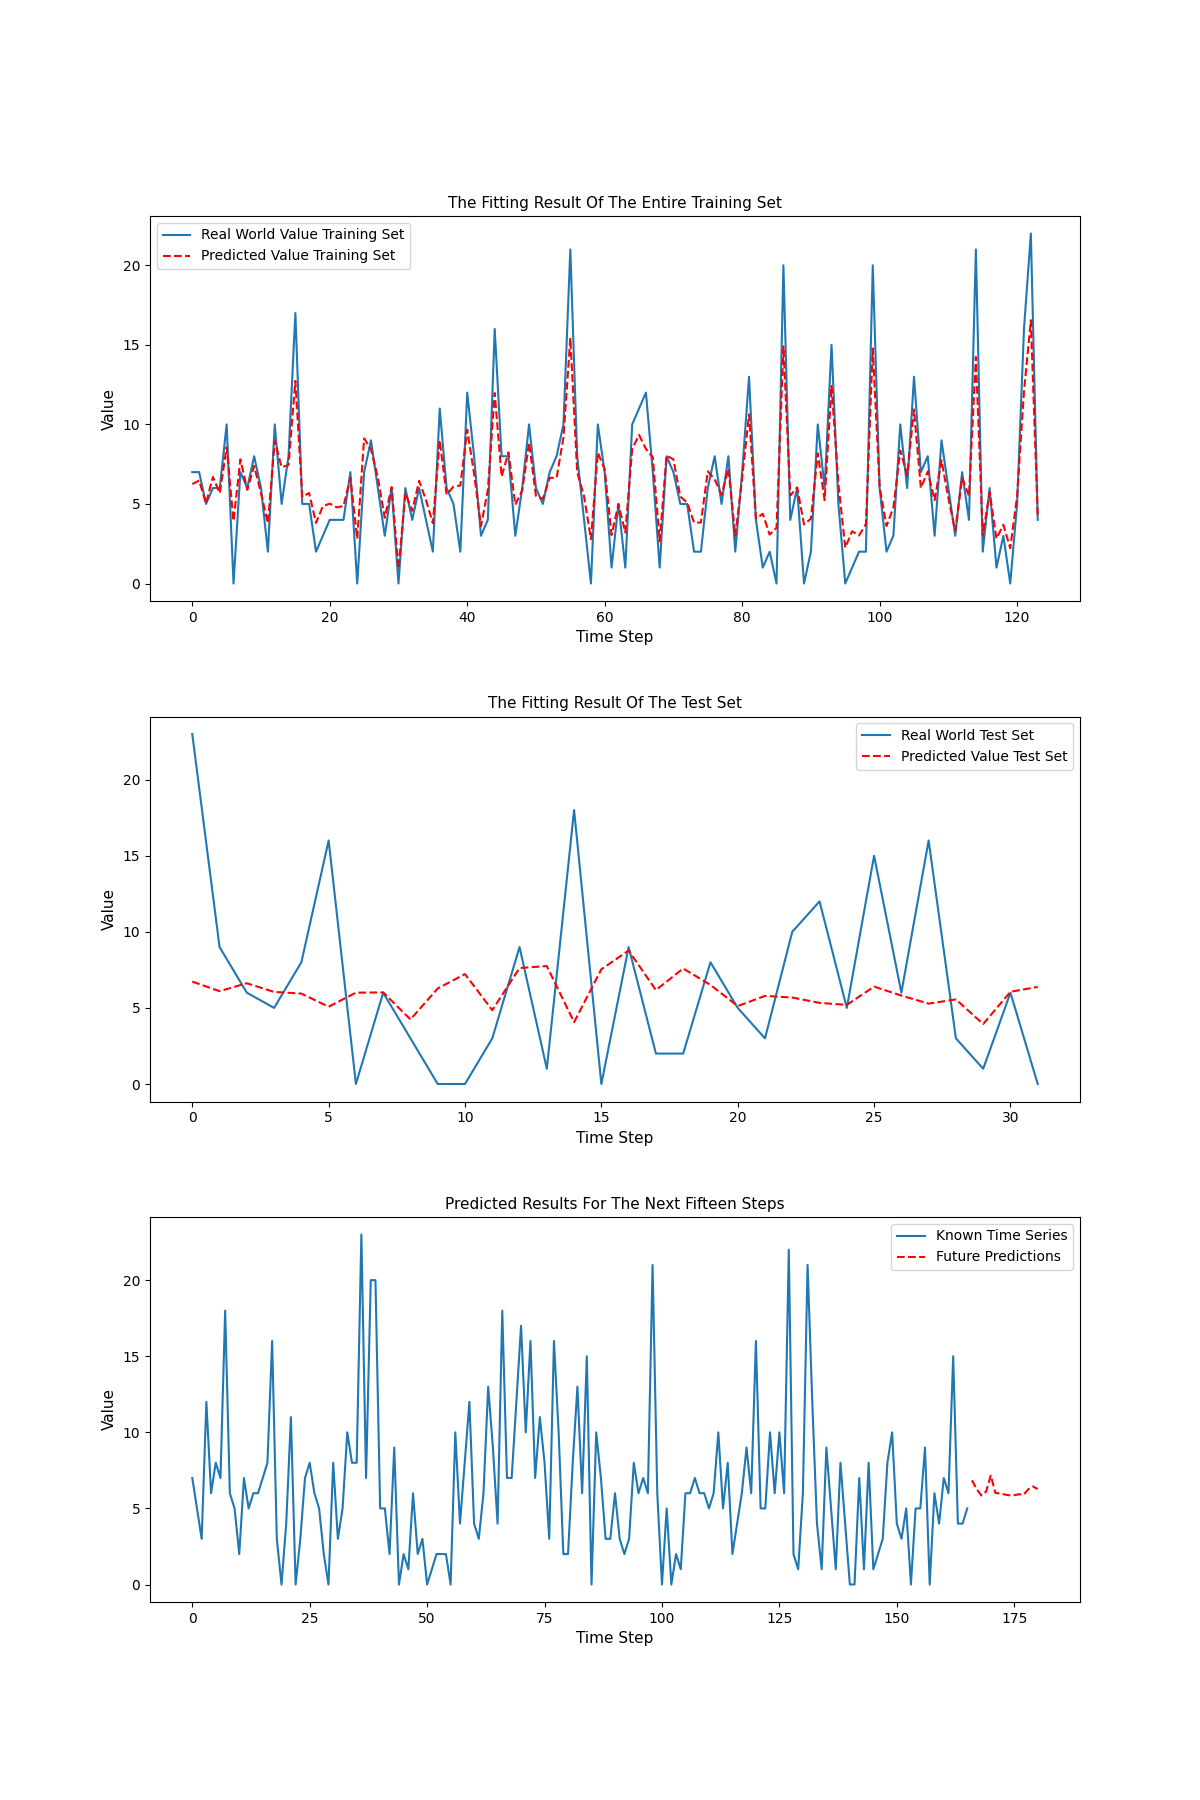 The Fitting Result Of The Entire Training Set
Real World Value Training Set
Predicted Value Training Set
Value
20
15
10
5
0
0 20 40 60 80 100 120
Time Step
The Fitting Result Of The Test Set
Real World Test Set
Predicted Value Test Set
Value
20
15
10
5
0
0 5 10 15 20 25 30
Time Step
Predicted Results For The Next Fifteen Steps
Known Time Series
Future Predictions
Value
20
15
10
5
0
0 25 50 75 100 125 150 175
Time Step